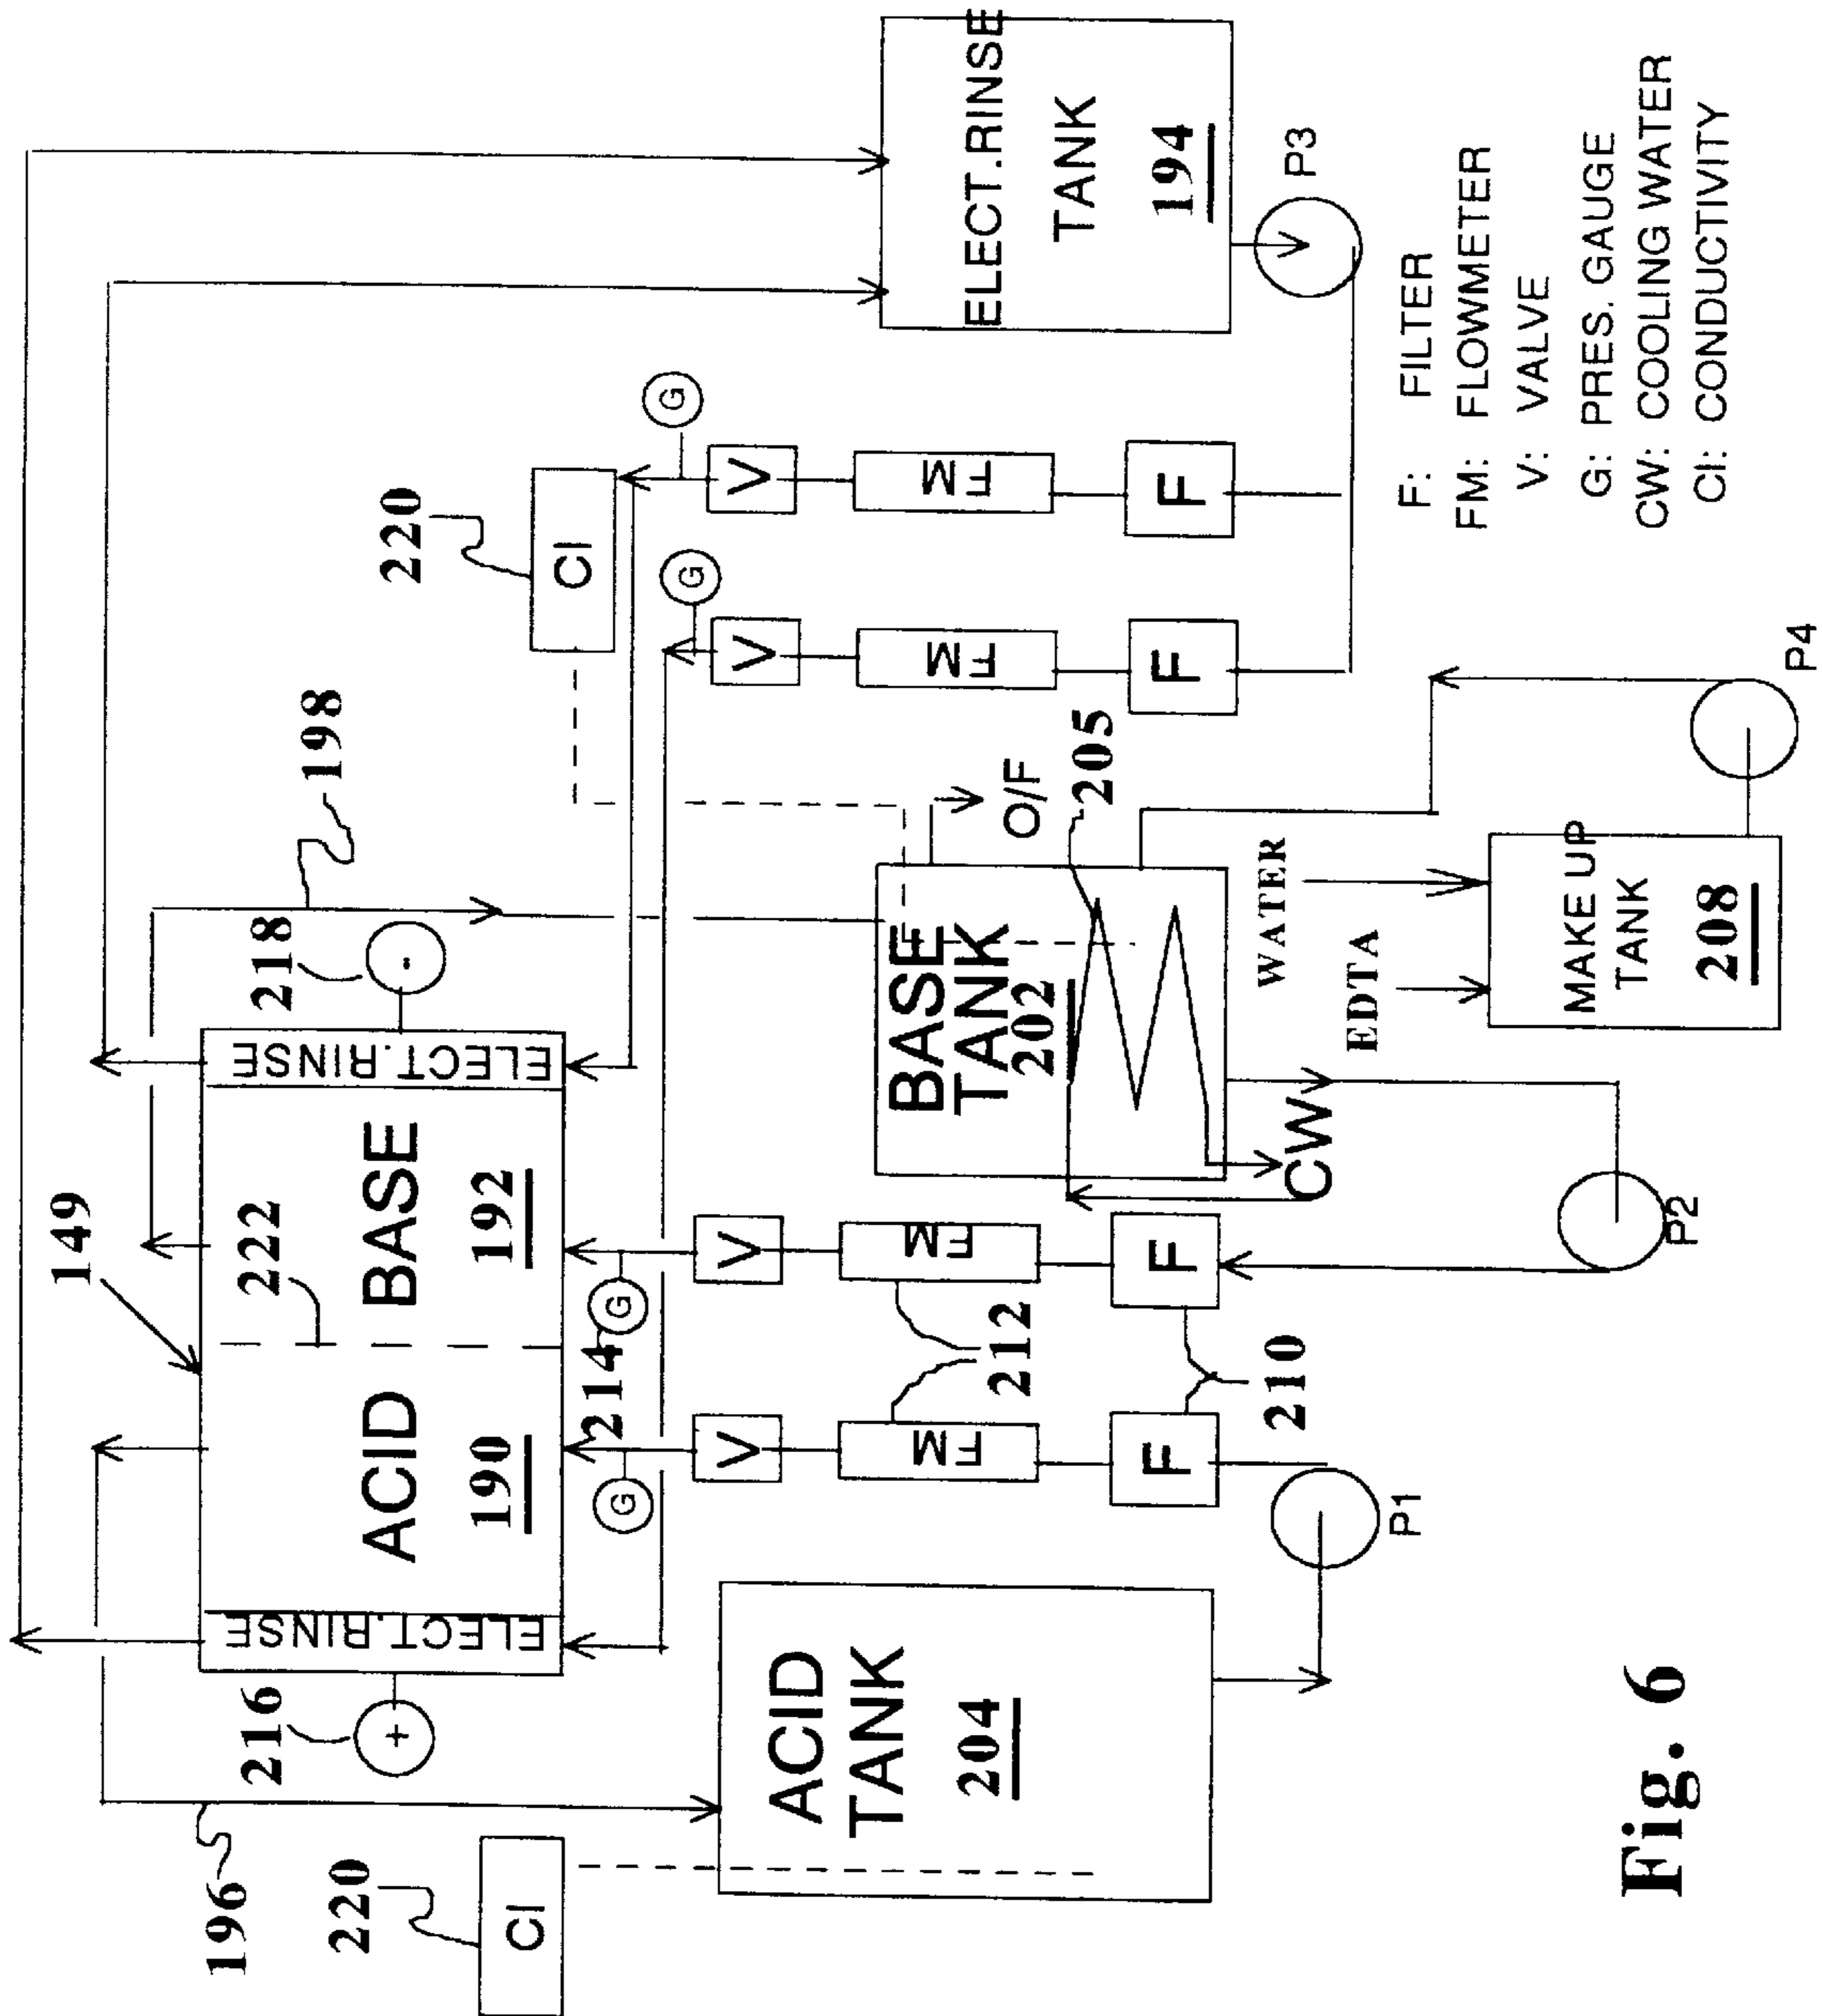 149
222
216
218
198
196
220
CI
220
CI
ELECT.RINSE
ACID
190
BASE
192
ELECT.RINSE
+
-
G
214
G
G
G
V
V
V
V
FM
FM
FM
FM
212
F
F
F
F
210
ACID
TANK
204
BASE
TANK
202
O/F
205
CW
ELECT.RINSE
TANK
194
P1
P2
P3
P4
WATER
EDTA
MAKE UP
TANK
208
F: FILTER
FM: FLOWMETER
V: VALVE
G: PRES. GAUGE
CW: COOLING WATER
CI: CONDUCTIVITY
Fig. 6